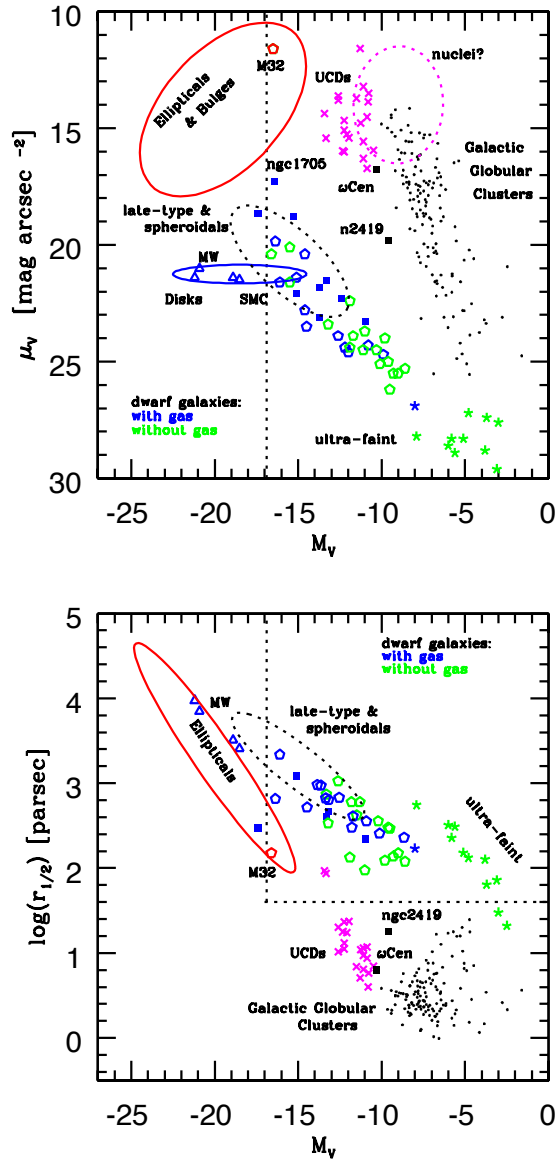 10
15
20
25
30
μV [mag arcsec −2]
Ellipticals
& Bulges
M32
UCDs
nuclei?
ngc1705
ωCen
Galactic
Globular
Clusters
late-type &
spheroidals
n2419
MW
Disks
SMC
dwarf galaxies:
with gas
without gas
ultra-faint
-25 -20 -15 -10 -5 0
MV
5
4
3
2
1
0
log(r1/2) [parsec]
dwarf galaxies:
with gas
without gas
MW
late-type &
spheroidals
Ellipticals
ultra-faint
M32
ngc2419
UCDs
ωCen
Galactic Globular
Clusters
-25 -20 -15 -10 -5 0
MV